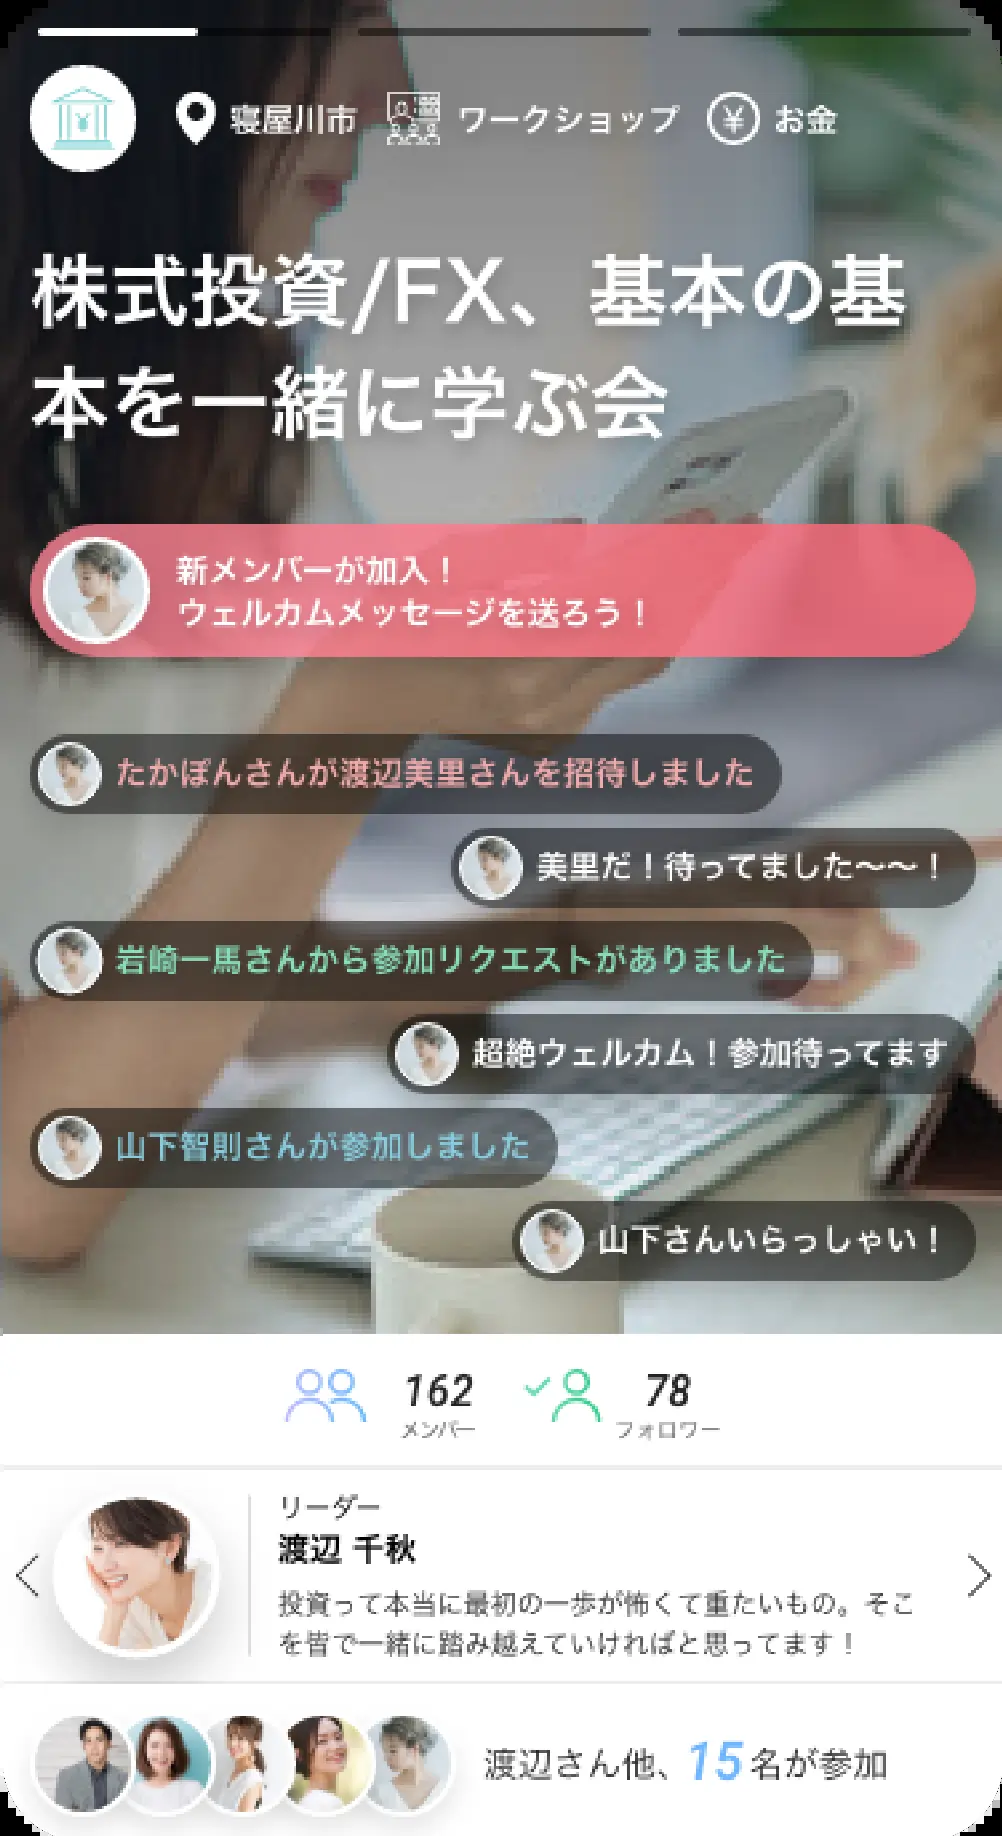 寝屋川市 ワークショップ お金
株式投資/FX、基本の基
本を一緒に学ぶ会
新メンバーが加入！
ウェルカムメッセージを送ろう！
たかぽんさんが渡辺美里さんを招待しました
美里だ！待ってました〜〜！
岩崎一馬さんから参加リクエストがありました
超絶ウェルカム！参加待ってます
山下智則さんが参加しました
山下さんいらっしゃい！
162 78
メンバー フォロワー
リーダー
渡辺 千秋
投資って本当に最初の一歩が怖くて重たいもの。そこ
を皆で一緒に踏み越えていければと思ってます！
渡辺さん他、15名が参加